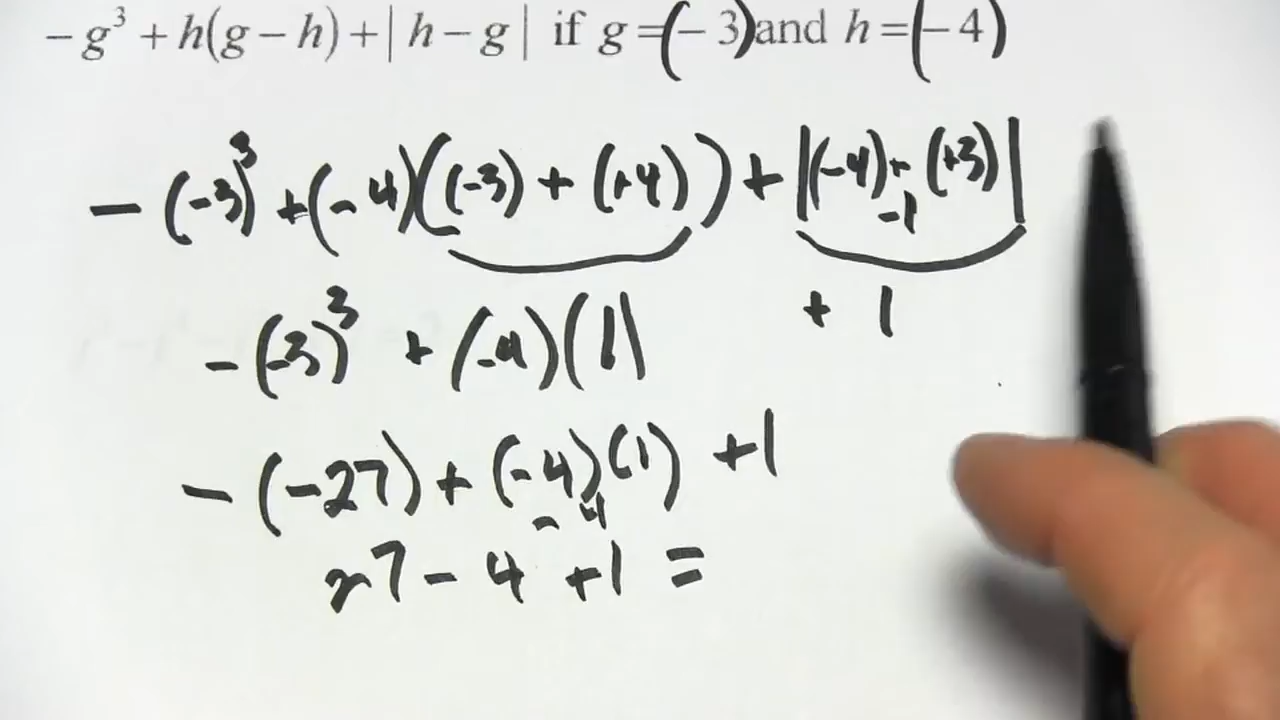 -g³ + h(g - h) + | h - g | if g = (-3) and h = (-4)
- (-3)³ + (-4)((-3) + (+4)) + |(-4) + (+3)|
-1
- (-3)³ + (-4)(1) + 1
- (-27) + (-4)(1) +1
- 4
27 - 4 +1 =